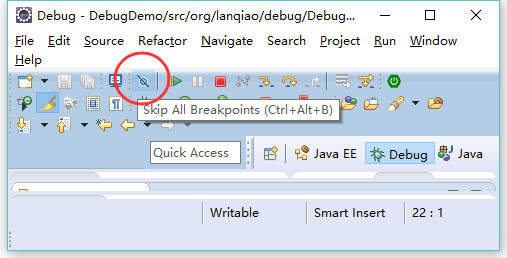 Debug - DebugDemo/src/org/lanqiao/debug/Debug...
File Edit Source Refactor Navigate Search Project Run Window
Help
Skip All Breakpoints (Ctrl+Alt+B)
Quick Access Java EE Debug Java
Writable Smart Insert 22 : 1